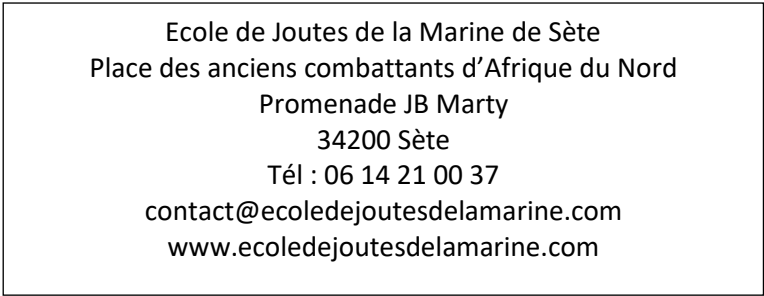 Ecole de Joutes de la Marine de Sète
Place des anciens combattants d’Afrique du Nord
Promenade JB Marty
34200 Sète
Tél : 06 14 21 00 37
contact@ecoledejoutesdelamarine.com
www.ecoledejoutesdelamarine.com